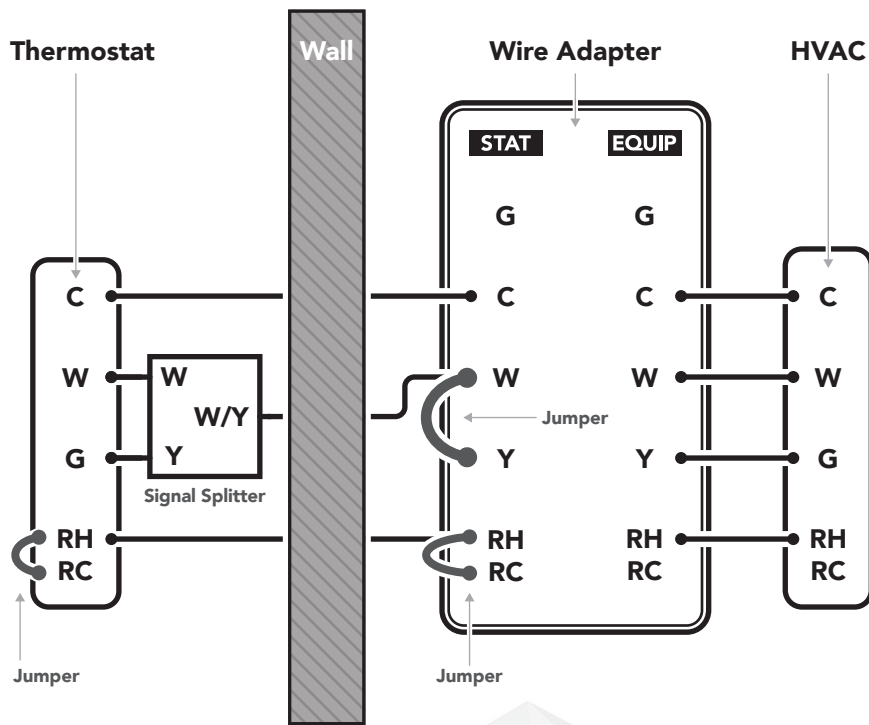 Thermostat
Wall
Wire Adapter
HVAC
STAT
EQUIP
G
G
C
C
C
C
W
W
W/Y
Y
Signal Splitter
W
W
W
Jumper
G
Y
Y
G
RH
RC
RH
RC
RH
RC
RH
RC
Jumper
Jumper